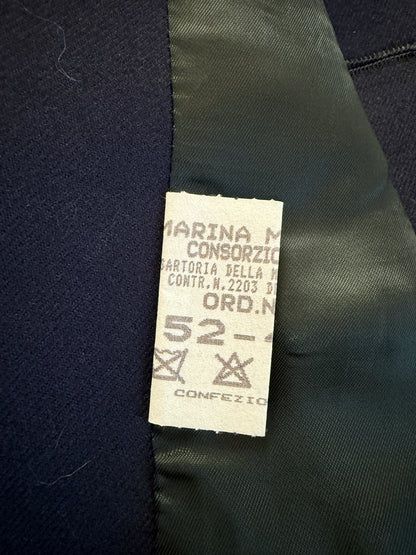 MARINA M
CONSORZIO
SARTORIA DELLA M
CONTR.N.2203 D
ORD.N
52-
CONFEZIO